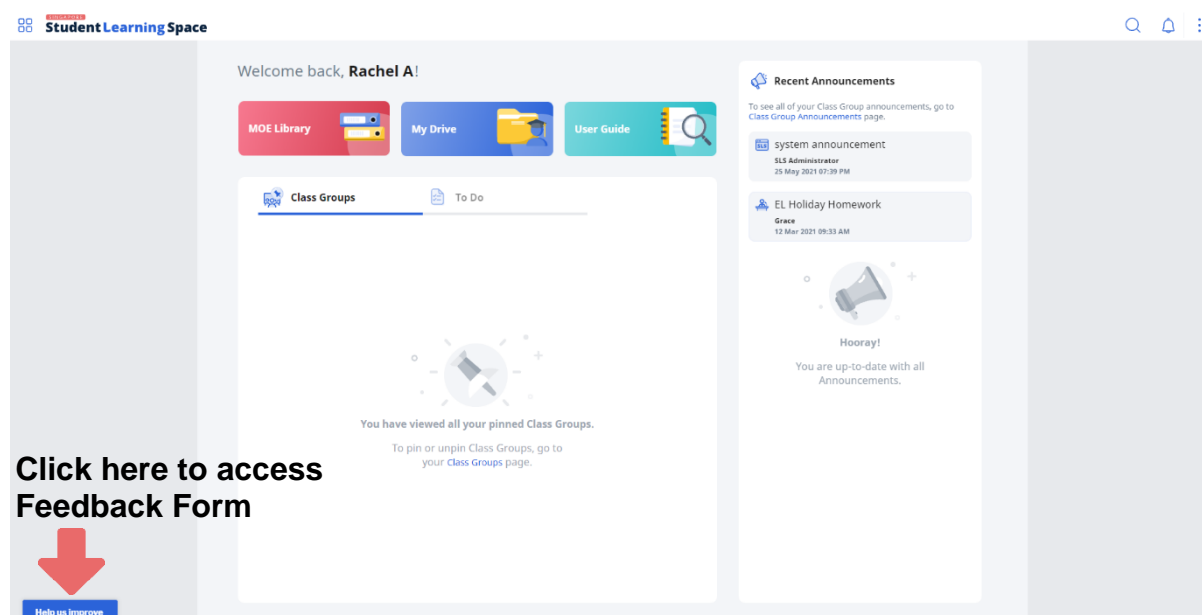 SINGAPORE
Student Learning Space
Welcome back, Rachel A!
MOE Library
My Drive
User Guide
Class Groups
To Do
You have viewed all your pinned Class Groups.
To pin or unpin Class Groups, go to
your Class Groups page.
Recent Announcements
To see all of your Class Group announcements, go to
Class Group Announcements page.
SLS
system announcement
SLS Administrator
25 May 2021 07:39 PM
EL Holiday Homework
Grace
12 Mar 2021 09:33 AM
Hooray!
You are up-to-date with all
Announcements.
Click here to access
Feedback Form
Help us improve